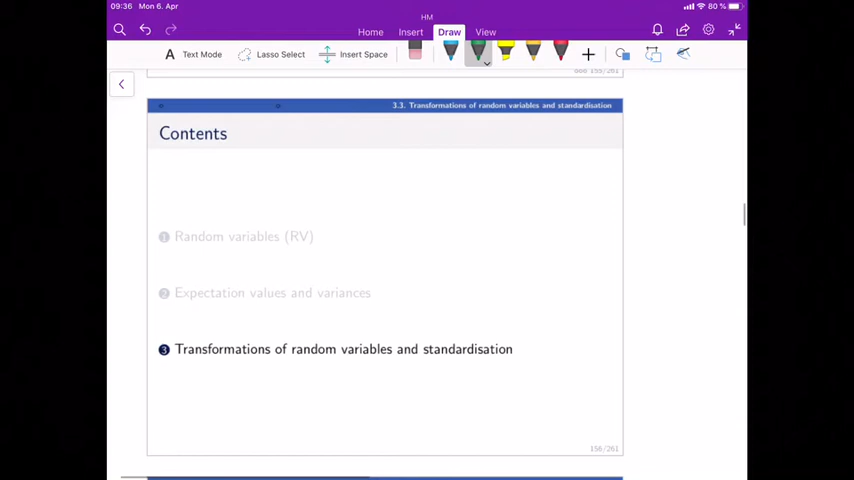 09:36 Mon 6. Apr
80 %
HM
Home Insert Draw View
A Text Mode Lasso Select Insert Space
155/261
3.3. Transformations of random variables and standardisation
Contents
1 Random variables (RV)
2 Expectation values and variances
3 Transformations of random variables and standardisation
156/261